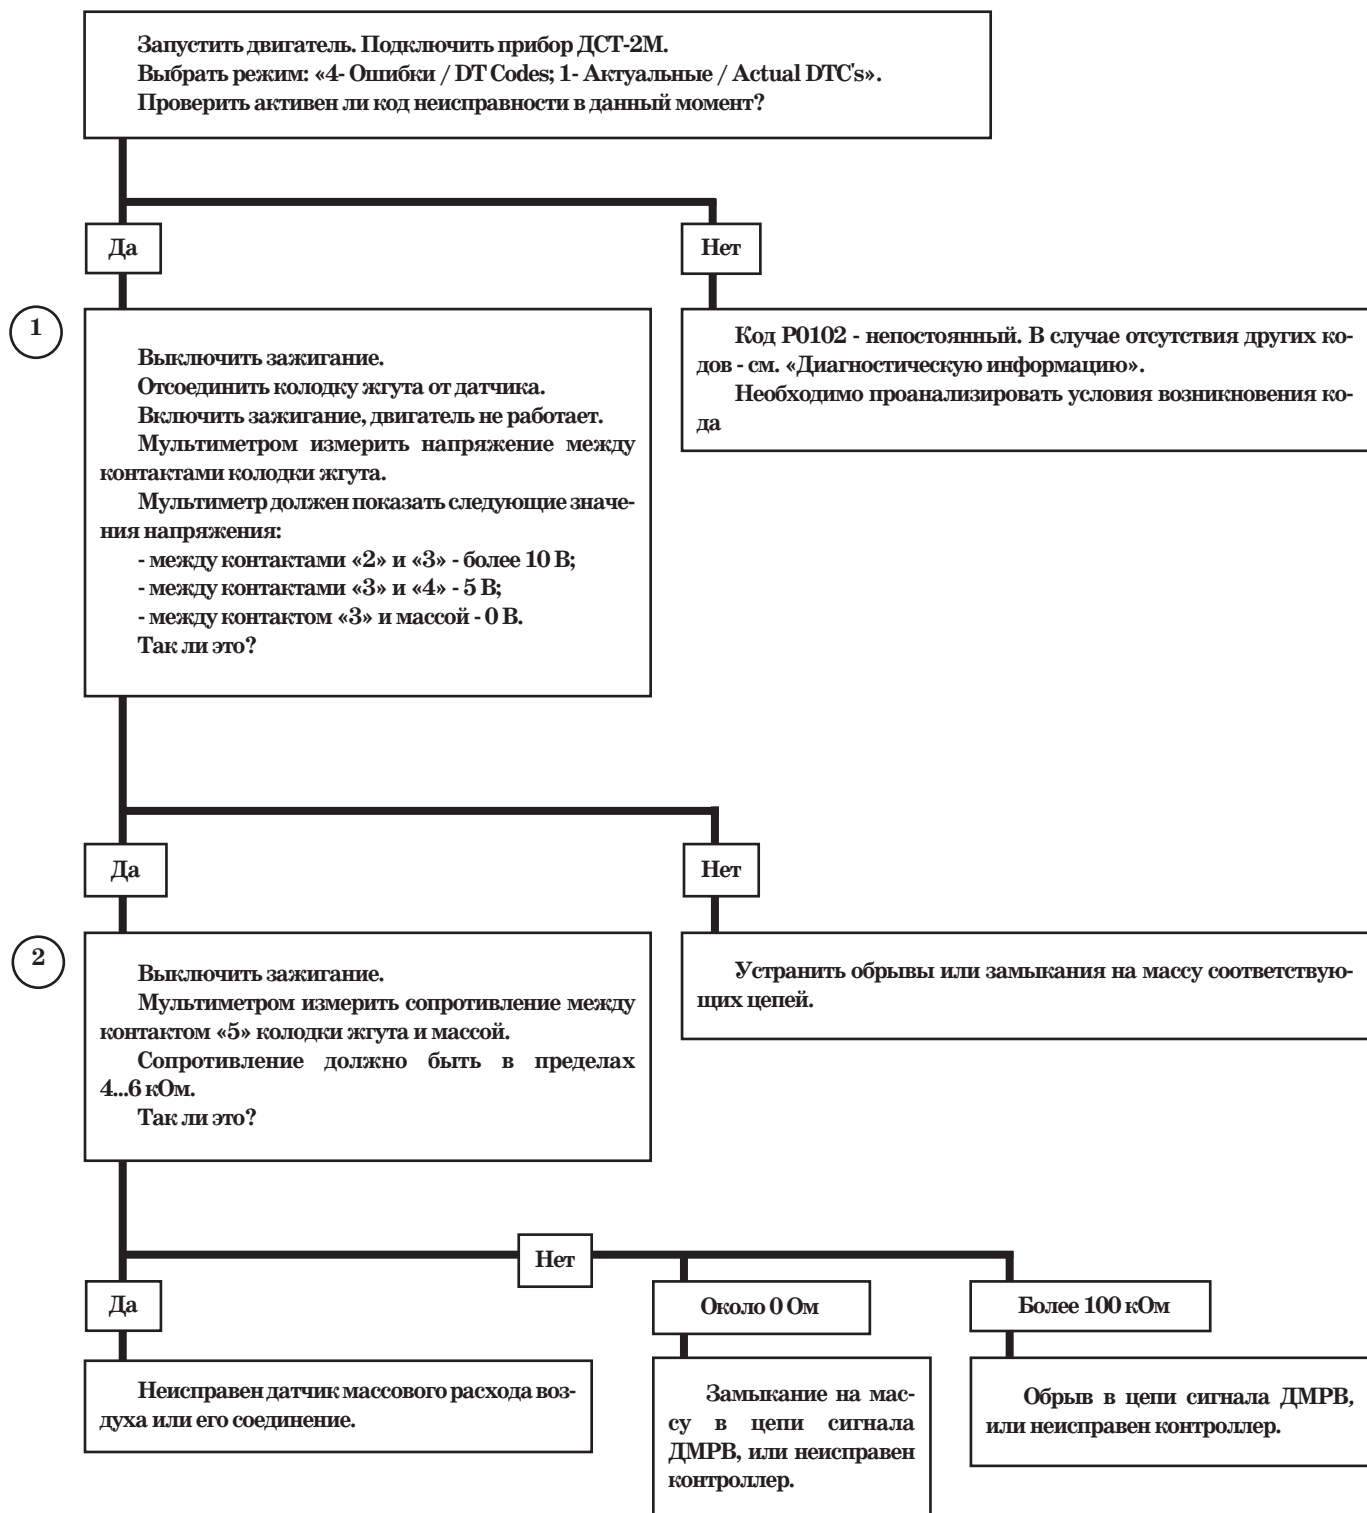 Запустить двигатель. Подключить прибор ДСТ-2М.
Выбрать режим: «4- Ошибки / DT Codes; 1- Актуальные / Actual DTC's».
Проверить активен ли код неисправности в данный момент?
Да
Нет
1
Выключить зажигание.
Отсоединить колодку жгута от датчика.
Включить зажигание, двигатель не работает.
Мультиметром измерить напряжение между
контактами колодки жгута.
Мультиметр должен показать следующие значе-
ния напряжения:
- между контактами «2» и «3» - более 10 В;
- между контактами «3» и «4» - 5 В;
- между контактом «3» и массой - 0 В.
Так ли это?
Код P0102 - непостоянный. В случае отсутствия других ко-
дов - см. «Диагностическую информацию».
Необходимо проанализировать условия возникновения ко-
да
Да
Нет
2
Выключить зажигание.
Мультиметром измерить сопротивление между
контактом «5» колодки жгута и массой.
Сопротивление должно быть в пределах
4...6 кОм.
Так ли это?
Устранить обрывы или замыкания на массу соответствую-
щих цепей.
Нет
Да
Около 0 Ом
Более 100 кОм
Неисправен датчик массового расхода воз-
духа или его соединение.
Замыкание на мас-
су в цепи сигнала
ДМРВ, или неисправен
контроллер.
Обрыв в цепи сигнала ДМРВ,
или неисправен контроллер.